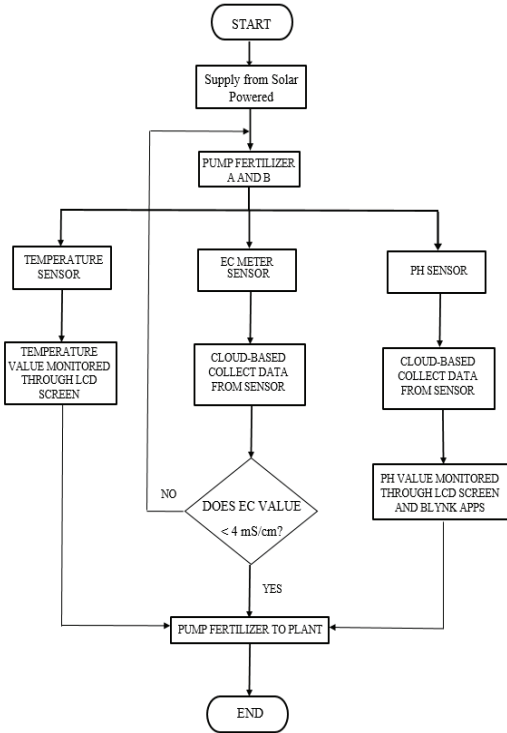 START
Supply from Solar
Powered
PUMP FERTILIZER
A AND B
TEMPERATURE
SENSOR
EC METER
SENSOR
PH SENSOR
TEMPERATURE
VALUE MONITORED
THROUGH LCD
SCREEN
CLOUD-BASED
COLLECT DATA
FROM SENSOR
CLOUD-BASED
COLLECT DATA
FROM SENSOR
PH VALUE MONITORED
THROUGH LCD SCREEN
AND BLYNK APPS
NO
DOES EC VALUE
< 4 mS/cm?
YES
PUMP FERTILIZER TO PLANT
END